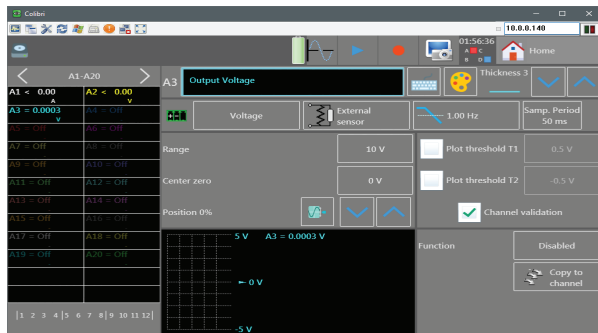 Colibri
10.0.0.140
01:56:36
A C
B D
Home
A1-A20
A1 < 0.00
A
A2 < 0.00
V
A3 = 0.0003
V
A4 = Off
A5 = Off
A6 = Off
A7 = Off
A8 = Off
A9 = Off
A10 = Off
A11 = Off
A12 = Off
A13 = Off
A14 = Off
A15 = Off
A16 = Off
A17 = Off
A18 = Off
A19 = Off
A20 = Off
|1 2 3 4|5 6 7 8|9 10 11 12|
A3
Output Voltage
Thickness 3
Voltage
External
sensor
1.00 Hz
Samp. Period
50 ms
Range
10 V
Plot threshold T1
0.5 V
Center zero
0 V
Plot threshold T2
-0.5 V
Position 0%
Channel validation
5 V
A3 = 0.0003 V
0 V
-5 V
Function
Disabled
Copy to
channel